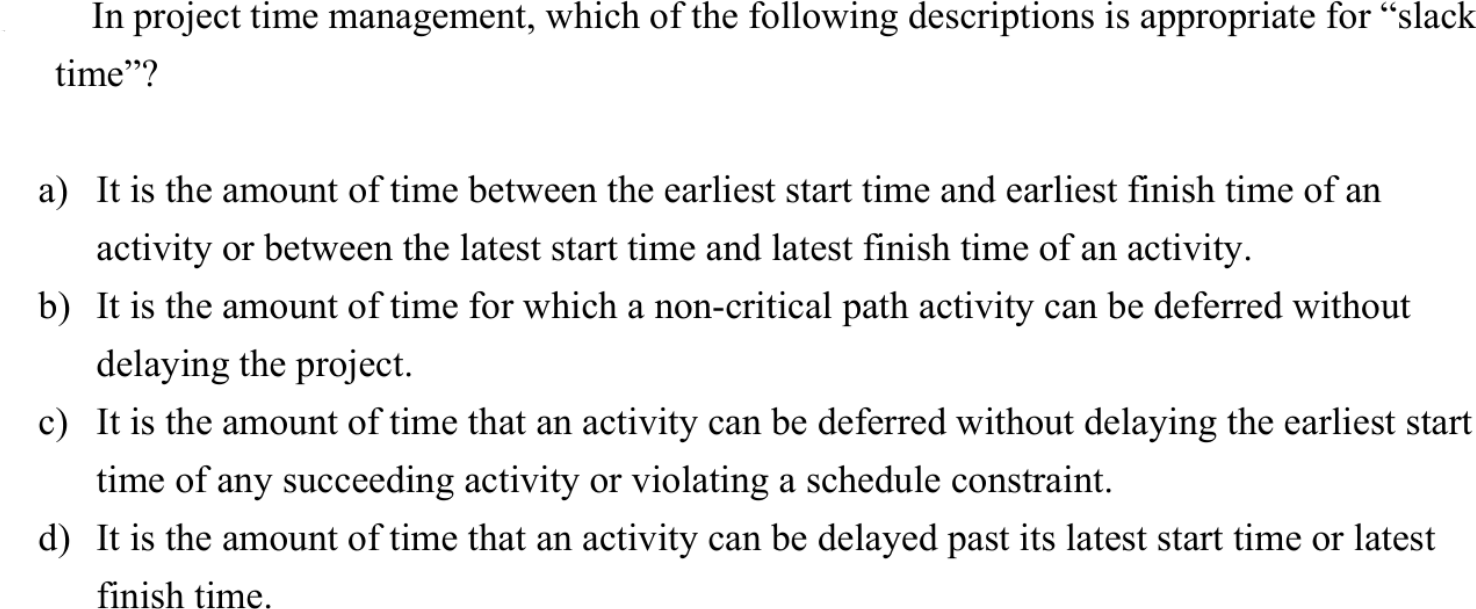 In project time management, which of the following descriptions is appropriate for “slack
time”?
a) It is the amount of time between the earliest start time and earliest finish time of an
activity or between the latest start time and latest finish time of an activity.
b) It is the amount of time for which a non-critical path activity can be deferred without
delaying the project.
c) It is the amount of time that an activity can be deferred without delaying the earliest start
time of any succeeding activity or violating a schedule constraint.
d) It is the amount of time that an activity can be delayed past its latest start time or latest
finish time.